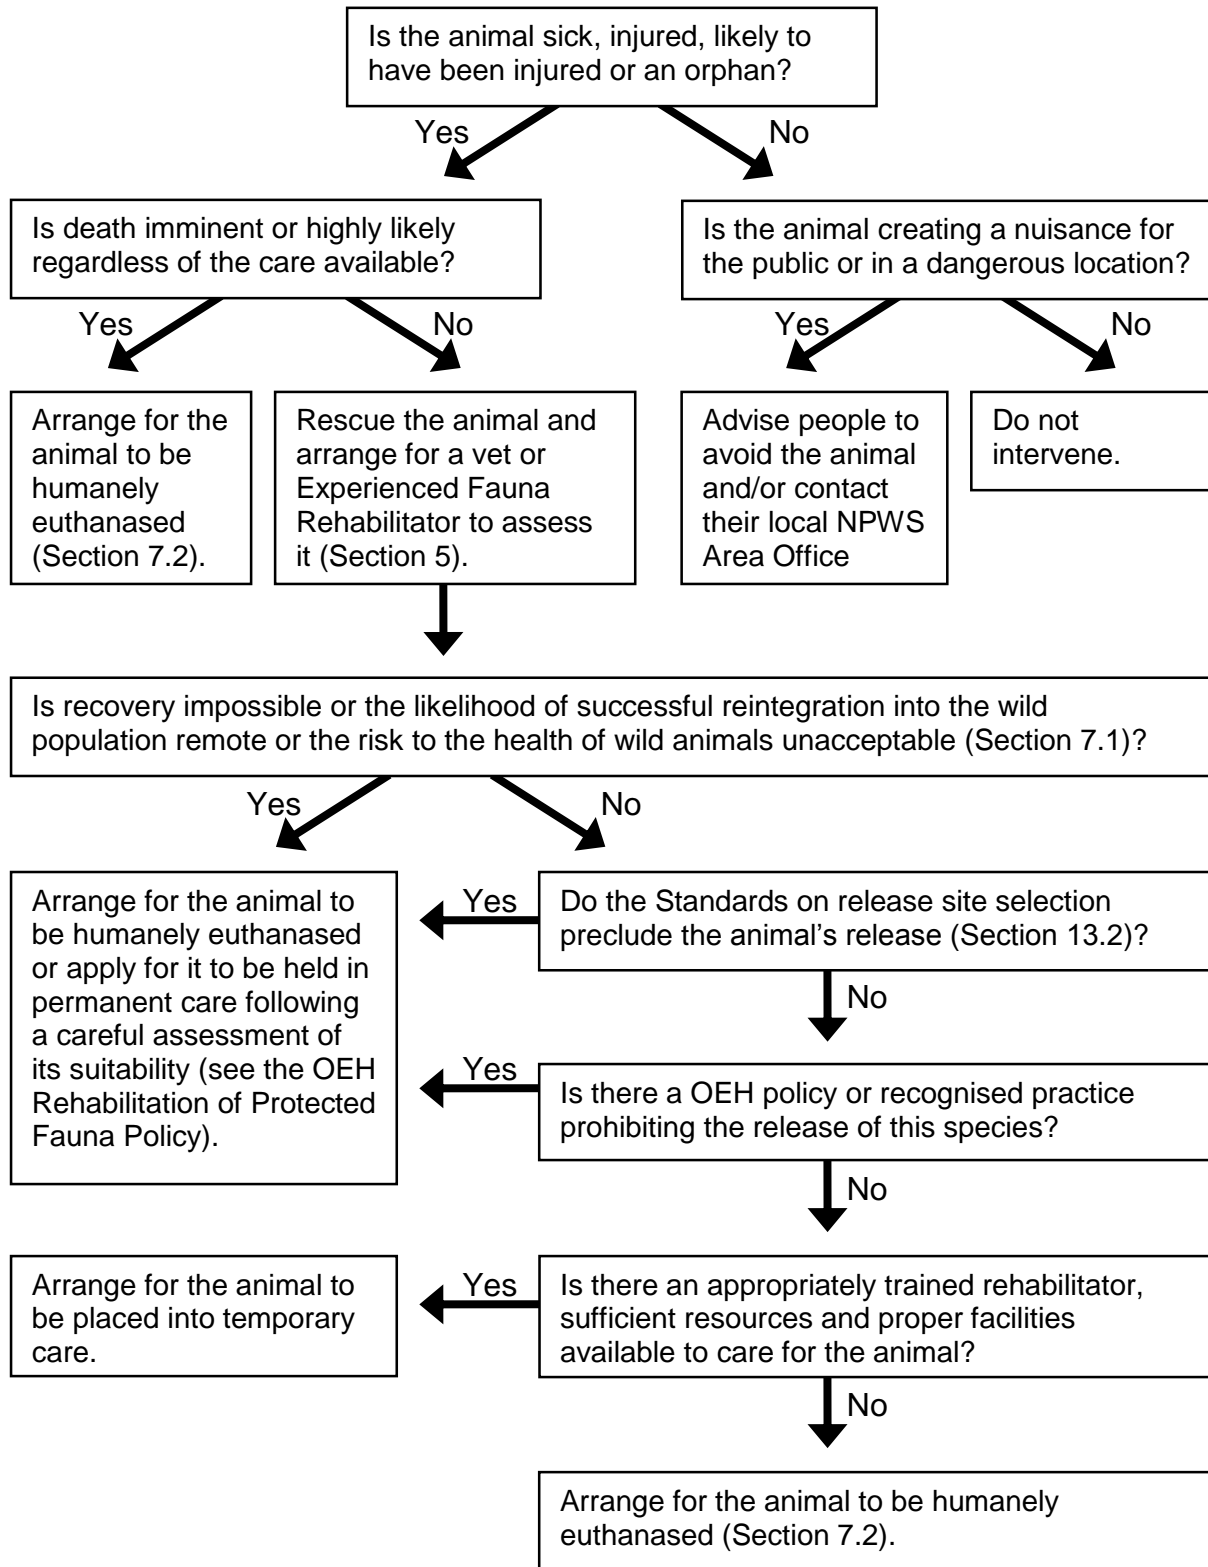 Is the animal sick, injured, likely to
have been injured or an orphan?
Yes
No
Is death imminent or highly likely
regardless of the care available?
Is the animal creating a nuisance for
the public or in a dangerous location?
Yes
No
Yes
No
Arrange for the
animal to be
humanely
euthanased
(Section 7.2).
Rescue the animal and
arrange for a vet or
Experienced Fauna
Rehabilitator to assess
it (Section 5).
Advise people to
avoid the animal
and/or contact
their local NPWS
Area Office
Do not
intervene.
Is recovery impossible or the likelihood of successful reintegration into the wild
population remote or the risk to the health of wild animals unacceptable (Section 7.1)?
Yes
No
Arrange for the animal to
be humanely euthanased
or apply for it to be held in
permanent care following
a careful assessment of
its suitability (see the OEH
Rehabilitation of Protected
Fauna Policy).
Yes
Do the Standards on release site selection
preclude the animal's release (Section 13.2)?
No
Yes
Is there a OEH policy or recognised practice
prohibiting the release of this species?
No
Arrange for the animal to
be placed into temporary
care.
Yes
Is there an appropriately trained rehabilitator,
sufficient resources and proper facilities
available to care for the animal?
No
Arrange for the animal to be humanely
euthanased (Section 7.2).